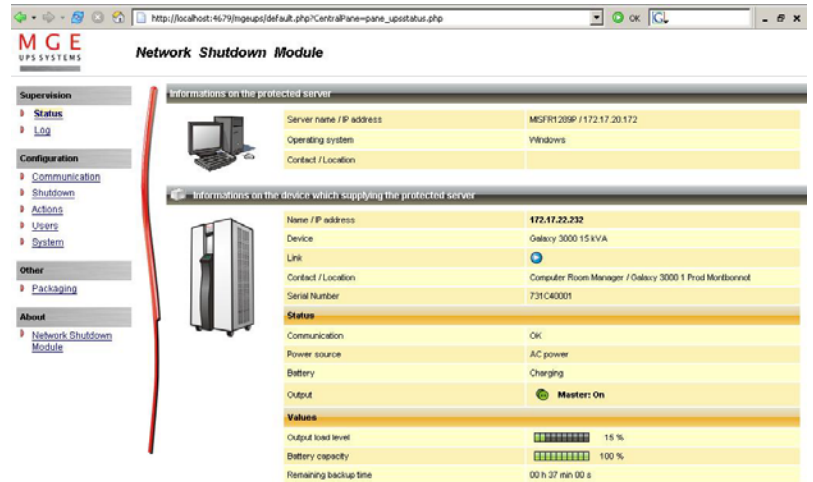 http://localhost:4679/mgeups/default.php?CentralPane=pane_upsstatus.php
OK
G
MGE
UPS SYSTEMS
Network Shutdown Module
Supervision
Status
Log
Configuration
Communication
Shutdown
Actions
Users
System
Other
Packaging
About
Network Shutdown
Module
Informations on the protected server
Server name / IP address MISFR1289P / 172.17.20.172
Operating system Windows
Contact / Location
Informations on the device which supplying the protected server
Name / IP address 172.17.22.232
Device Galaxy 3000 15 kVA
Link
Contact / Location Computer Room Manager / Galaxy 3000 1 Prod Montbonnot
Serial Number 731C40001
Status
Communication OK
Power source AC power
Battery Charging
Output Master: On
Values
Output load level 15 %
Battery capacity 100 %
Remaining backup time 00 h 37 min 00 s